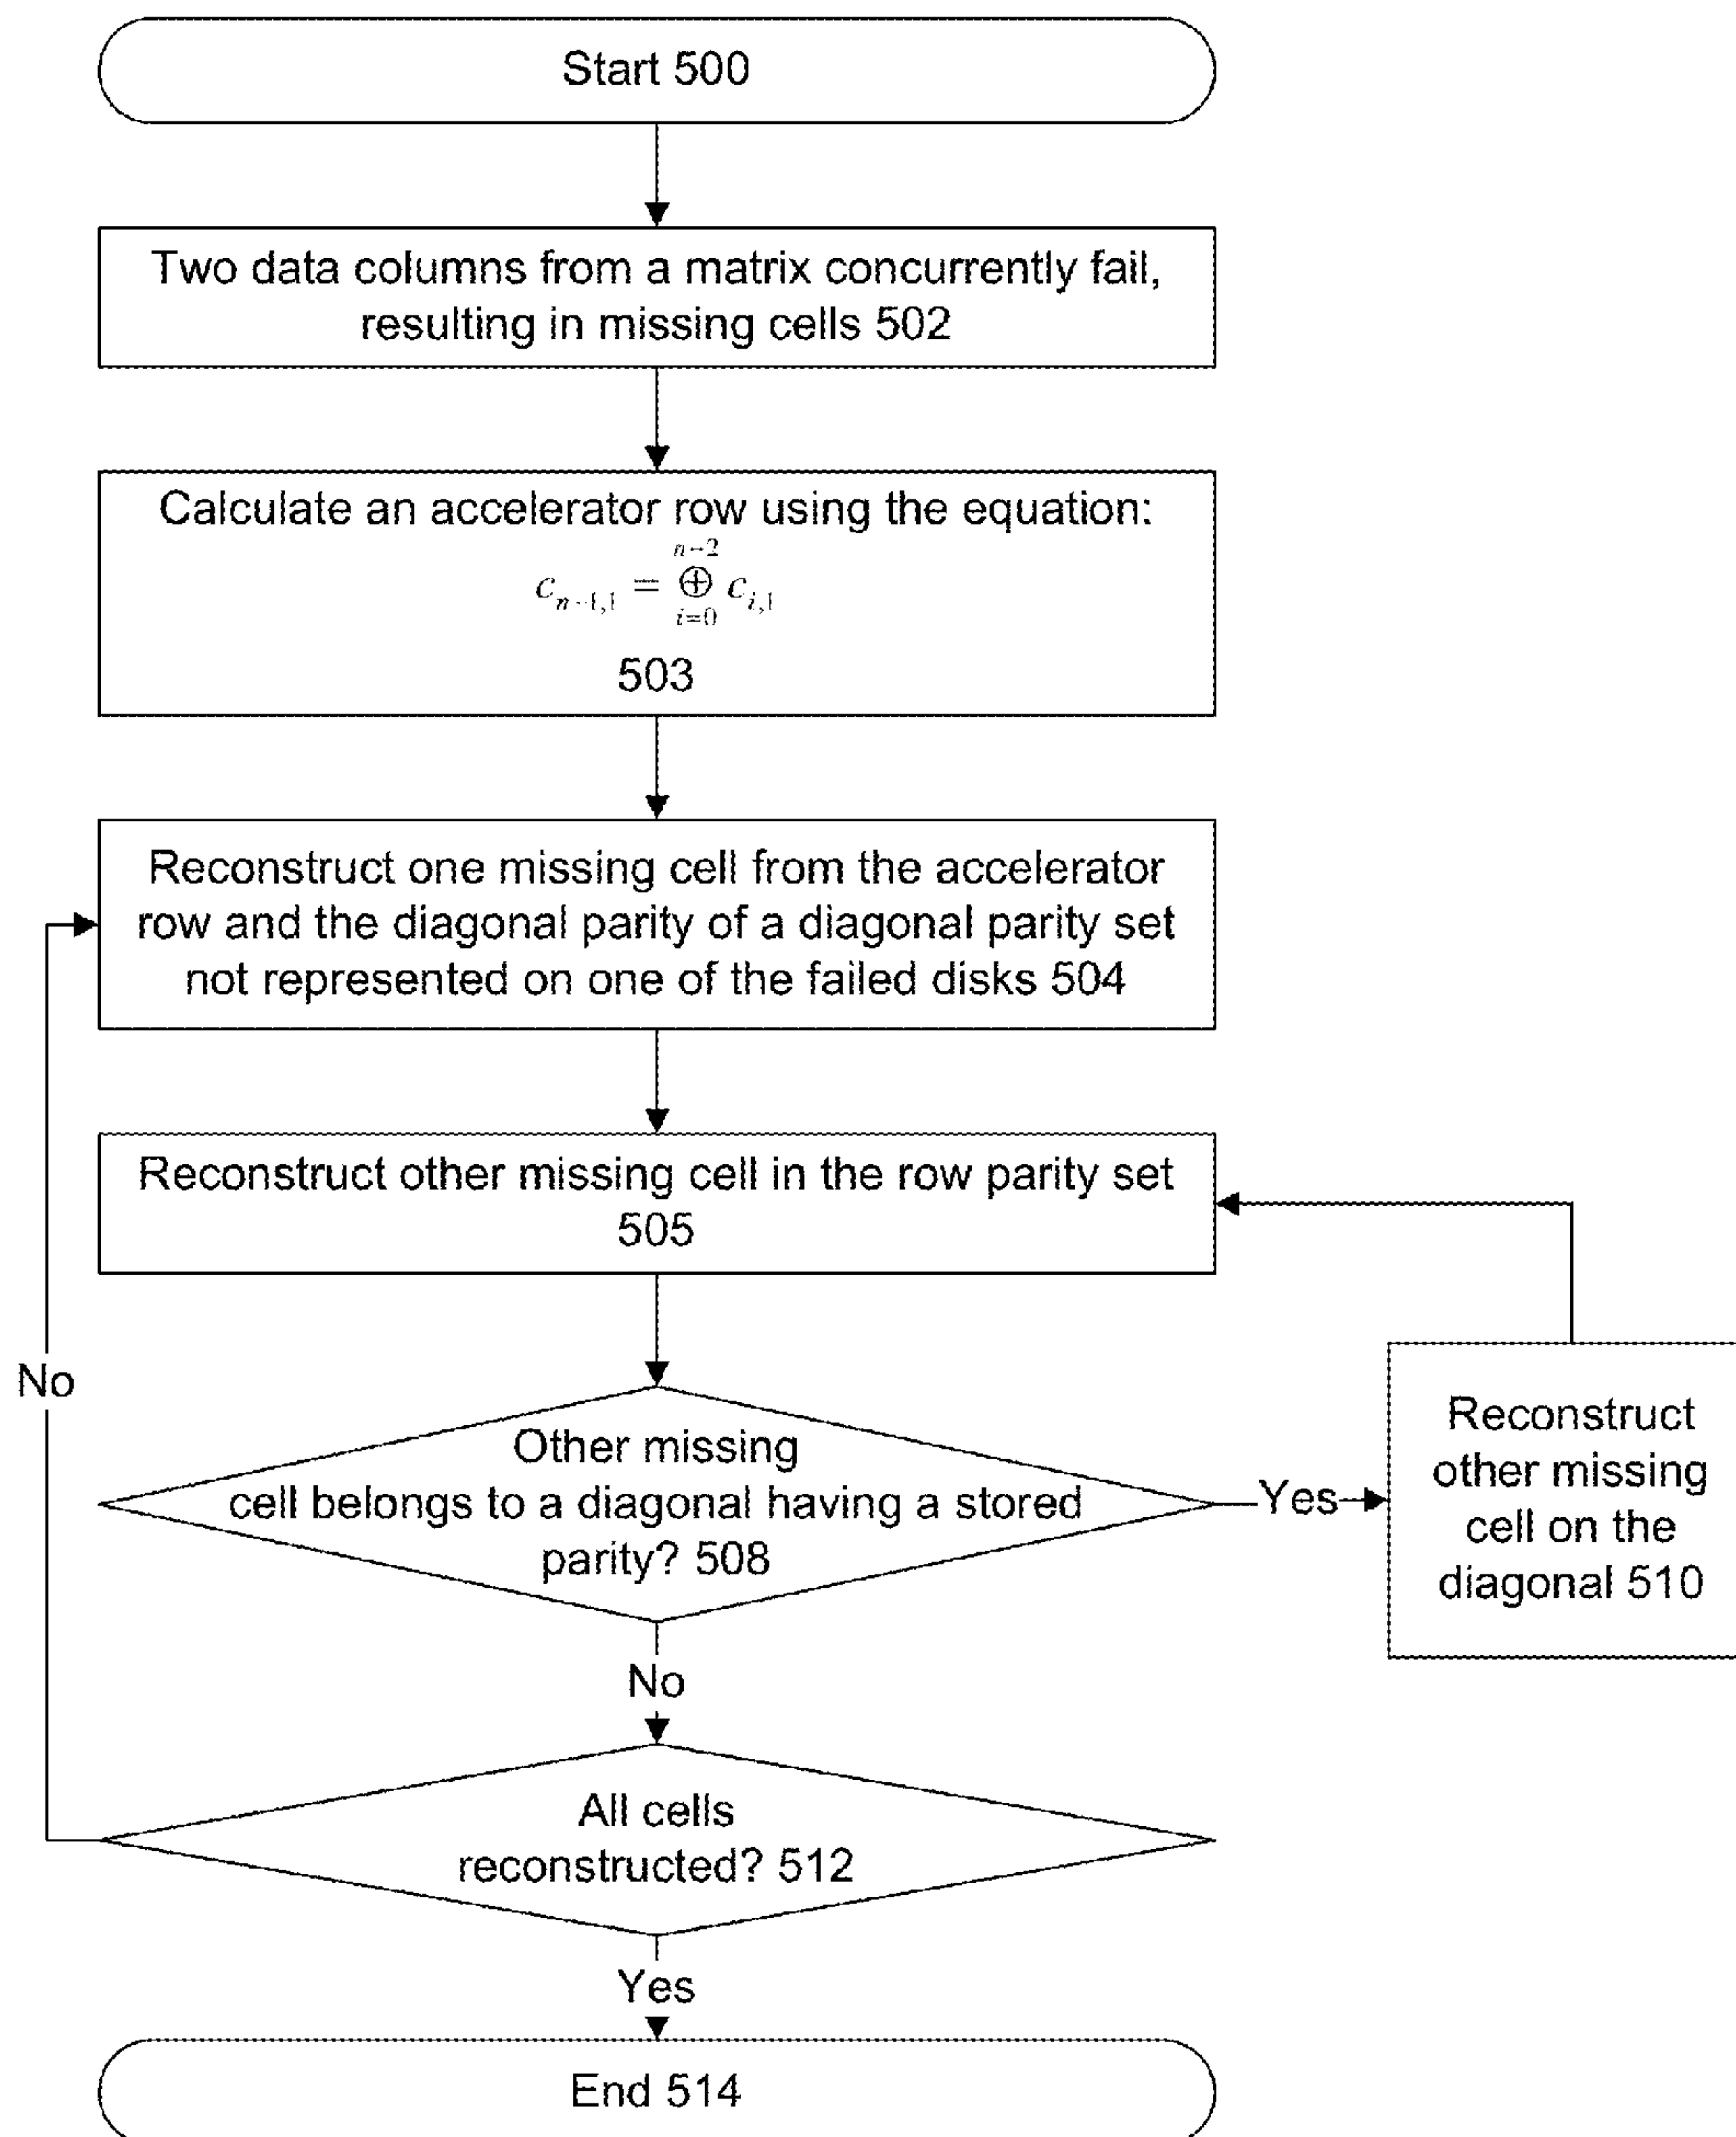 Start 500
Two data columns from a matrix concurrently fail,
resulting in missing cells 502
Calculate an accelerator row using the equation:
n−2
c_{n−1,1} = ⊕ c_{i,1}
i=0
503
Reconstruct one missing cell from the accelerator
row and the diagonal parity of a diagonal parity set
not represented on one of the failed disks 504
Reconstruct other missing cell in the row parity set
505
No
Other missing
cell belongs to a diagonal having a stored
parity? 508
Yes
Reconstruct
other missing
cell on the
diagonal 510
No
All cells
reconstructed? 512
Yes
End 514